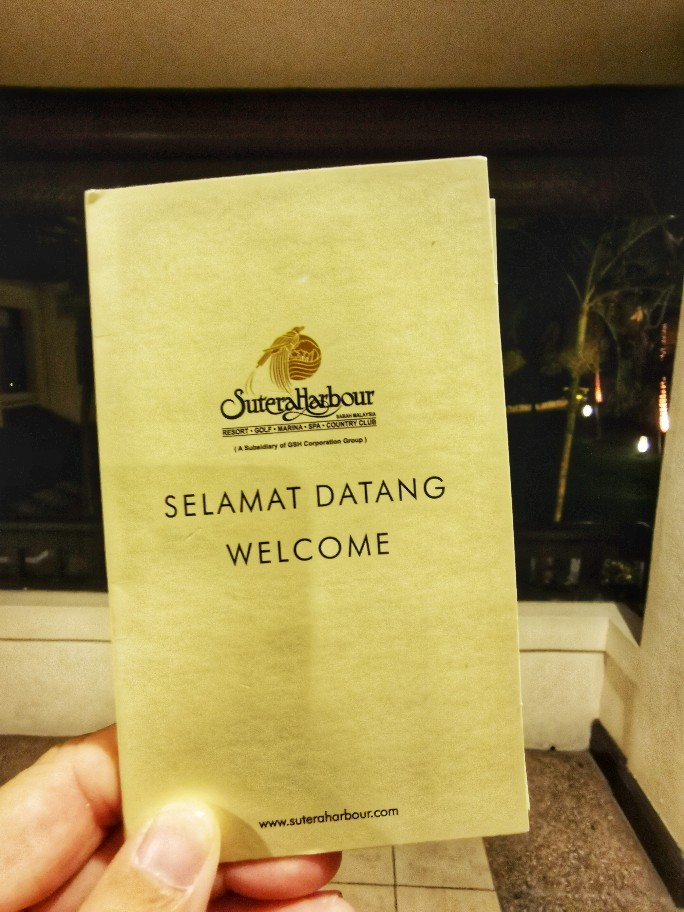 SuteraHarbour
SABAH MALAYSIA
RESORT • GOLF • MARINA • SPA • COUNTRY CLUB
( A Subsidiary of GSH Corporation Group )
SELAMAT DATANG
WELCOME
www.suteraharbour.com